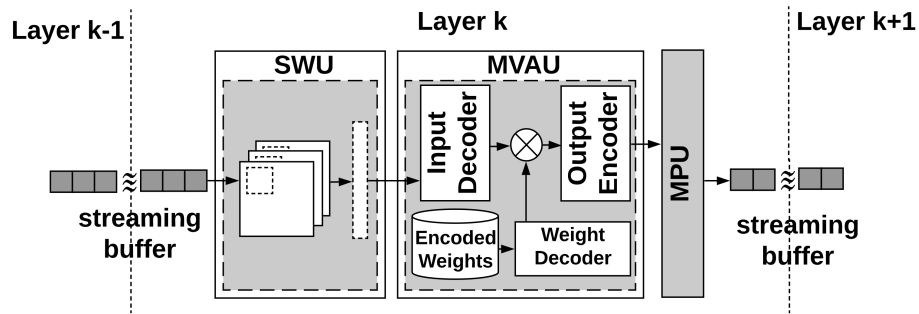 Layer k-1
Layer k
Layer k+1
SWU
MVAU
Input
Decoder
Output
Encoder
MPU
streaming
buffer
Encoded
Weights
Weight
Decoder
streaming
buffer